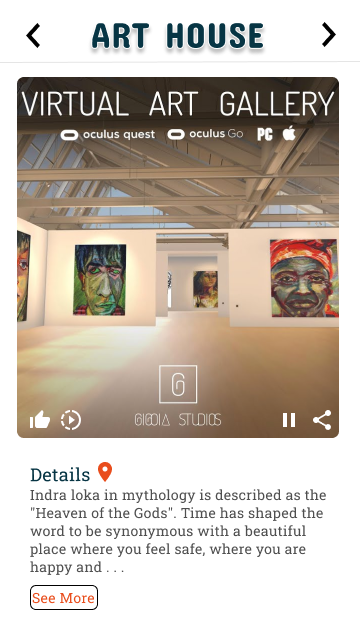 ART HOUSE
VIRTUAL ART GALLERY
oculus quest oculus Go PC
G
GIGOIA STUDIOS
Details
Indra loka in mythology is described as the
"Heaven of the Gods". Time has shaped the
word to be synonymous with a beautiful
place where you feel safe, where you are
happy and . . .
See More